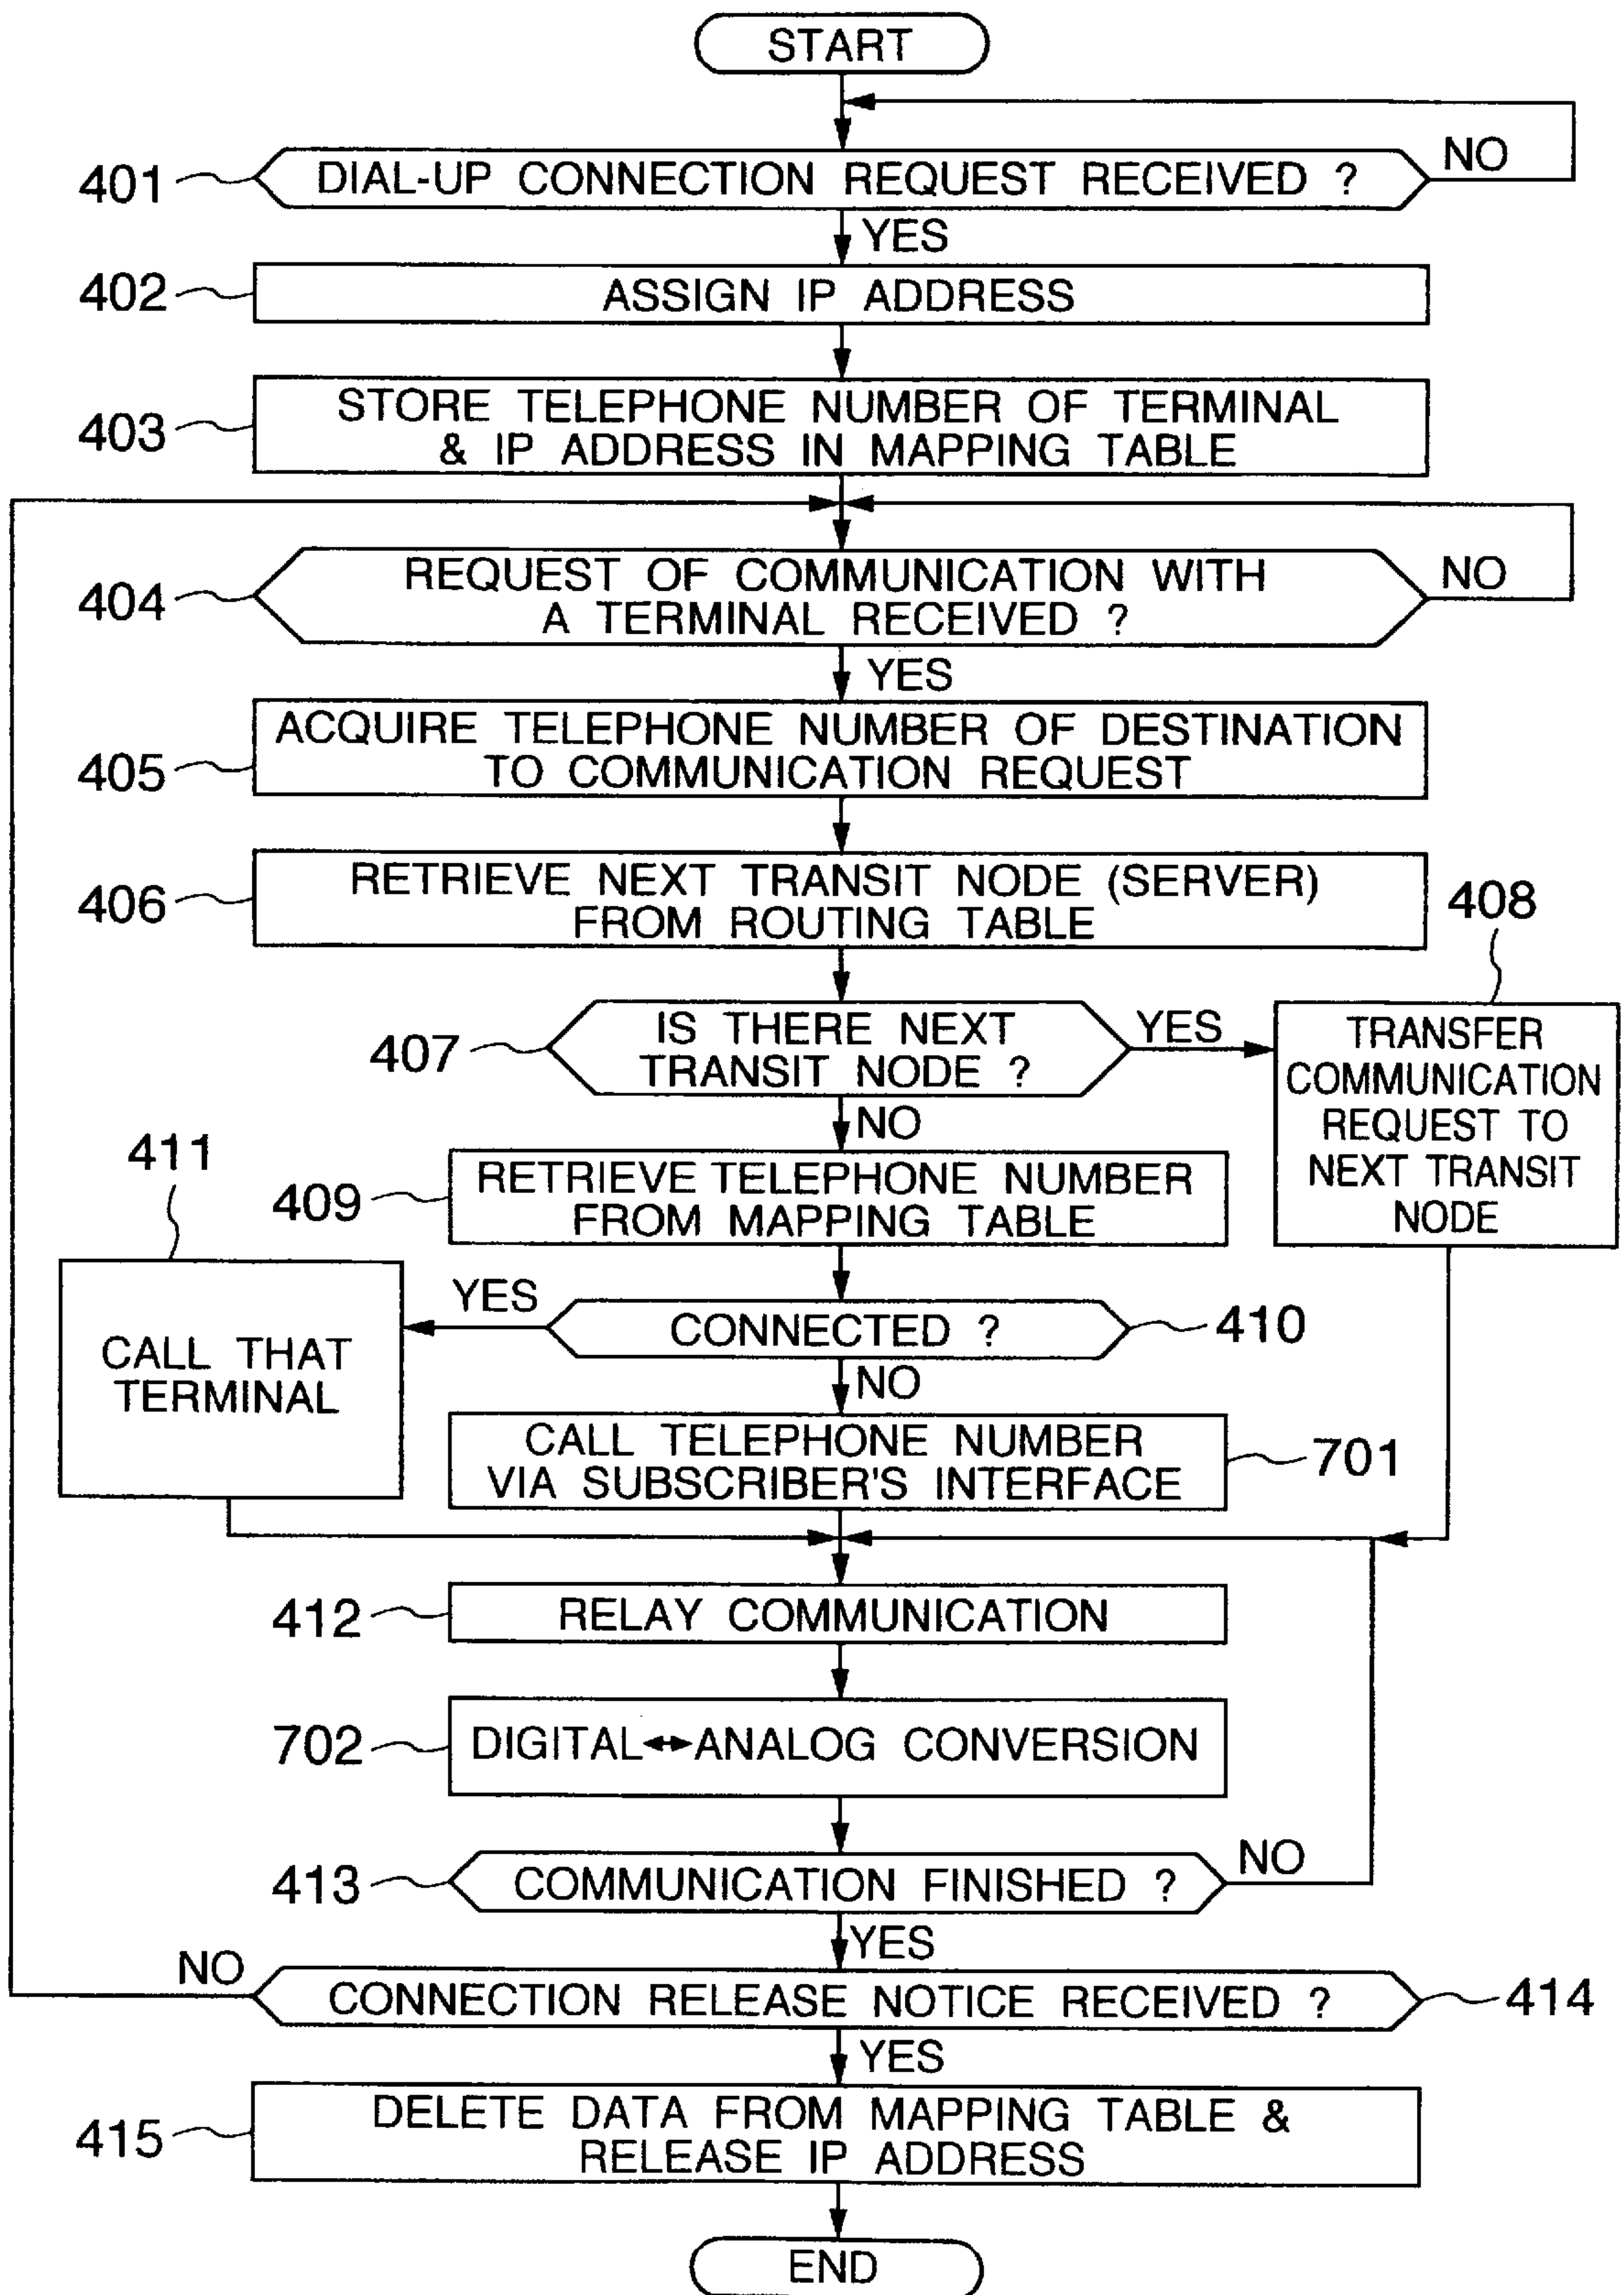 START
401
DIAL-UP CONNECTION REQUEST RECEIVED ?
NO
YES
402
ASSIGN IP ADDRESS
403
STORE TELEPHONE NUMBER OF TERMINAL
& IP ADDRESS IN MAPPING TABLE
404
REQUEST OF COMMUNICATION WITH
A TERMINAL RECEIVED ?
NO
YES
405
ACQUIRE TELEPHONE NUMBER OF DESTINATION
TO COMMUNICATION REQUEST
406
RETRIEVE NEXT TRANSIT NODE (SERVER)
FROM ROUTING TABLE
408
407
IS THERE NEXT
TRANSIT NODE ?
YES
TRANSFER
COMMUNICATION
REQUEST TO
NEXT TRANSIT
NODE
NO
411
409
RETRIEVE TELEPHONE NUMBER
FROM MAPPING TABLE
YES
CONNECTED ?
410
CALL THAT
TERMINAL
NO
CALL TELEPHONE NUMBER
VIA SUBSCRIBER'S INTERFACE
701
412
RELAY COMMUNICATION
702
DIGITAL↔ANALOG CONVERSION
413
COMMUNICATION FINISHED ?
NO
YES
NO
CONNECTION RELEASE NOTICE RECEIVED ?
414
YES
415
DELETE DATA FROM MAPPING TABLE &
RELEASE IP ADDRESS
END